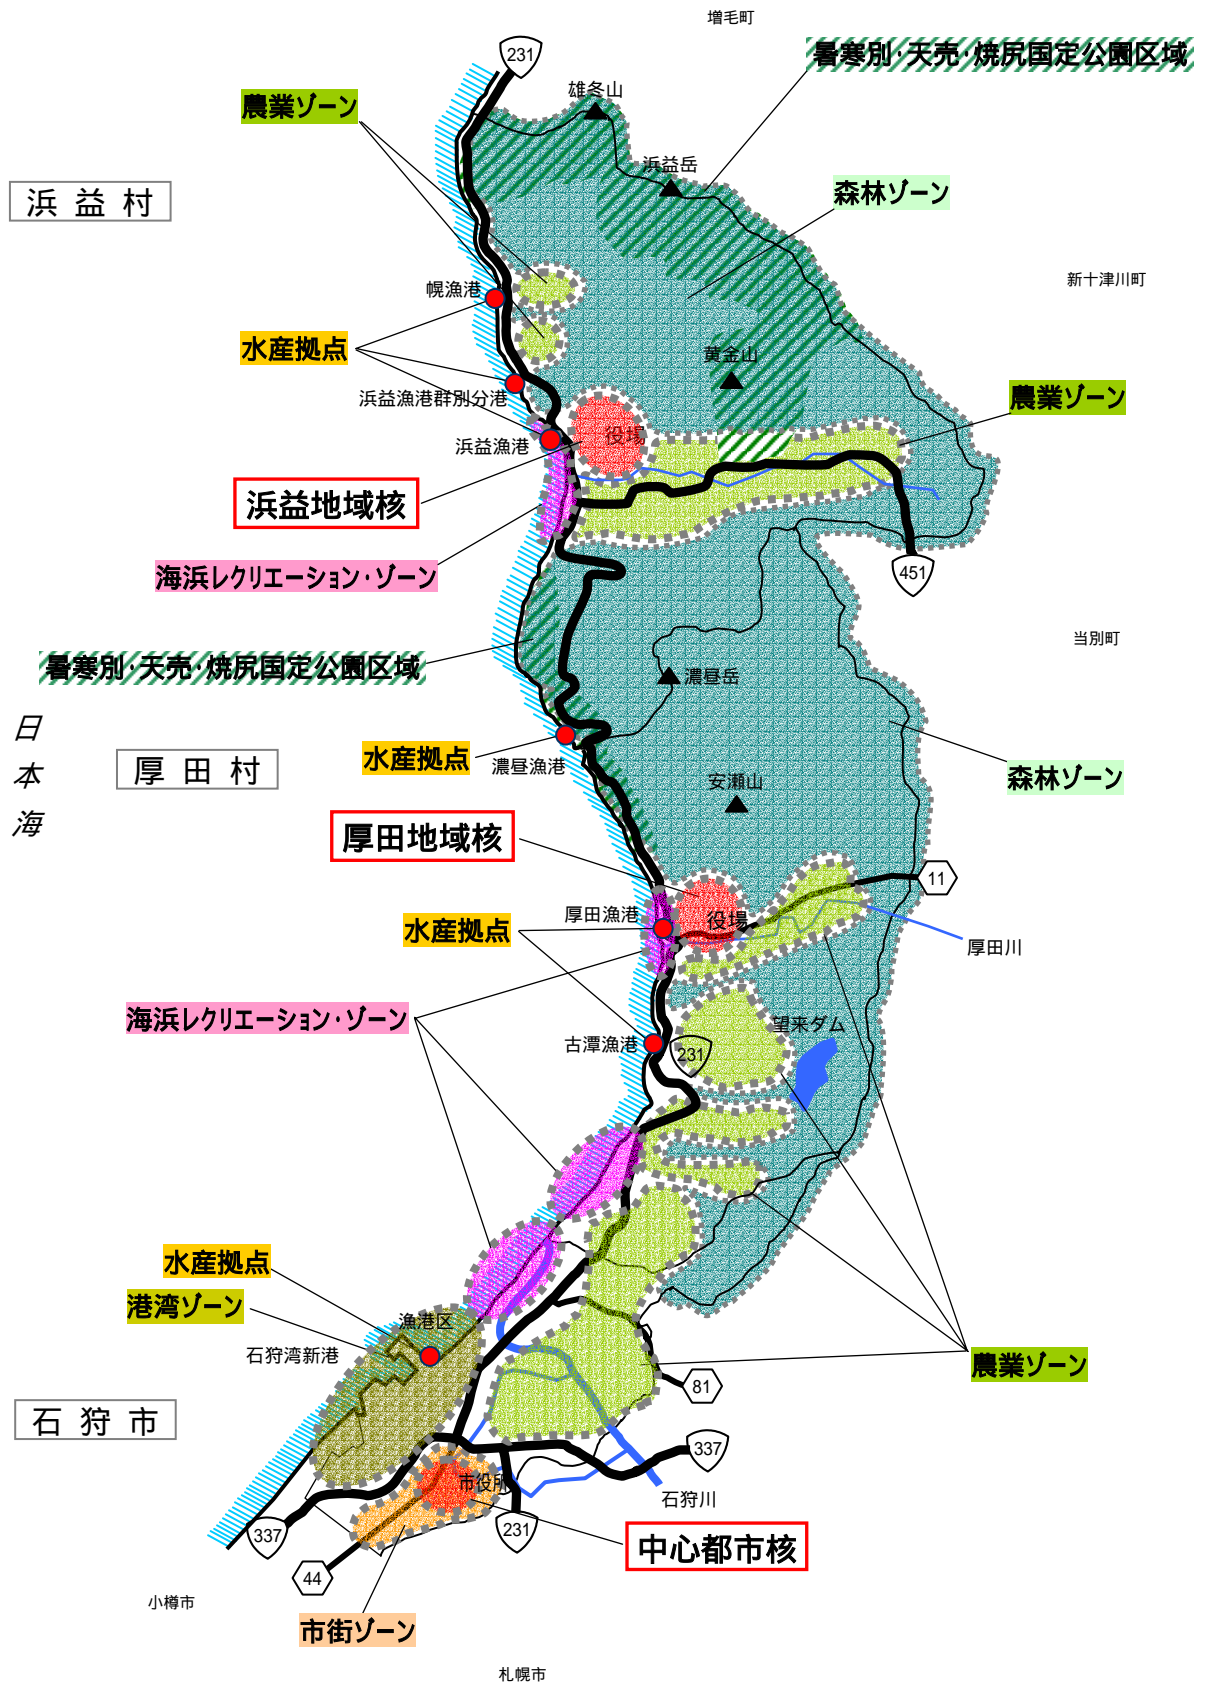 増毛町
231
暑寒別・天売・焼尻国定公園区域
雄冬山
農業ゾーン
浜益岳
森林ゾーン
浜益村
新十津川町
幌漁港
水産拠点
黄金山
浜益漁港群別分港
農業ゾーン
役場
浜益漁港
浜益地域核
451
海浜レクリエーション・ゾーン
当別町
暑寒別・天売・焼尻国定公園区域
濃昼岳
日本海
水産拠点
濃昼漁港
厚田村
森林ゾーン
安瀬山
厚田地域核
11
厚田漁港
役場
水産拠点
厚田川
海浜レクリエーション・ゾーン
望来ダム
古潭漁港
231
水産拠点
港湾ゾーン
漁港区
石狩湾新港
農業ゾーン
81
石狩市
337
市役所
石狩川
337
231
中心都市核
44
小樽市
市街ゾーン
札幌市